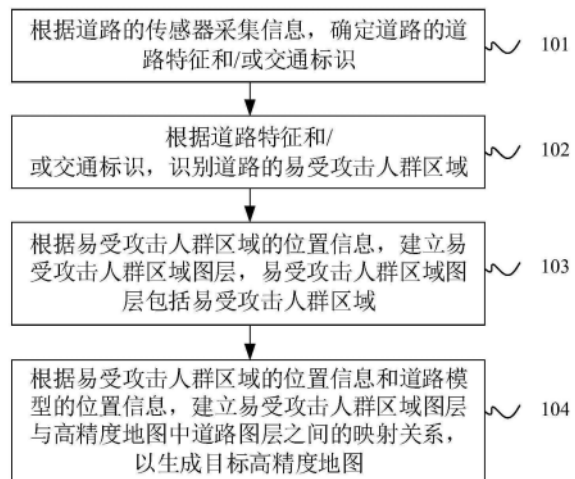 根据道路的传感器采集信息，确定道路的道
路特征和/或交通标识
101
根据道路特征和/
或交通标识，识别道路的易受攻击人群区域
102
根据易受攻击人群区域的位置信息，建立易
受攻击人群区域图层，易受攻击人群区域图
层包括易受攻击人群区域
103
根据易受攻击人群区域的位置信息和道路模
型的位置信息，建立易受攻击人群区域图层
与高精度地图中道路图层之间的映射关系，
以生成目标高精度地图
104